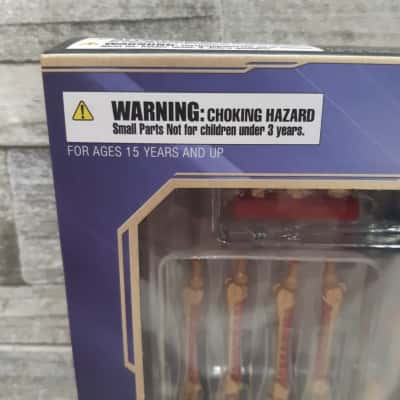 WARNING: CHOKING HAZARD
Small Parts Not for children under 3 years.
FOR AGES 15 YEARS AND UP